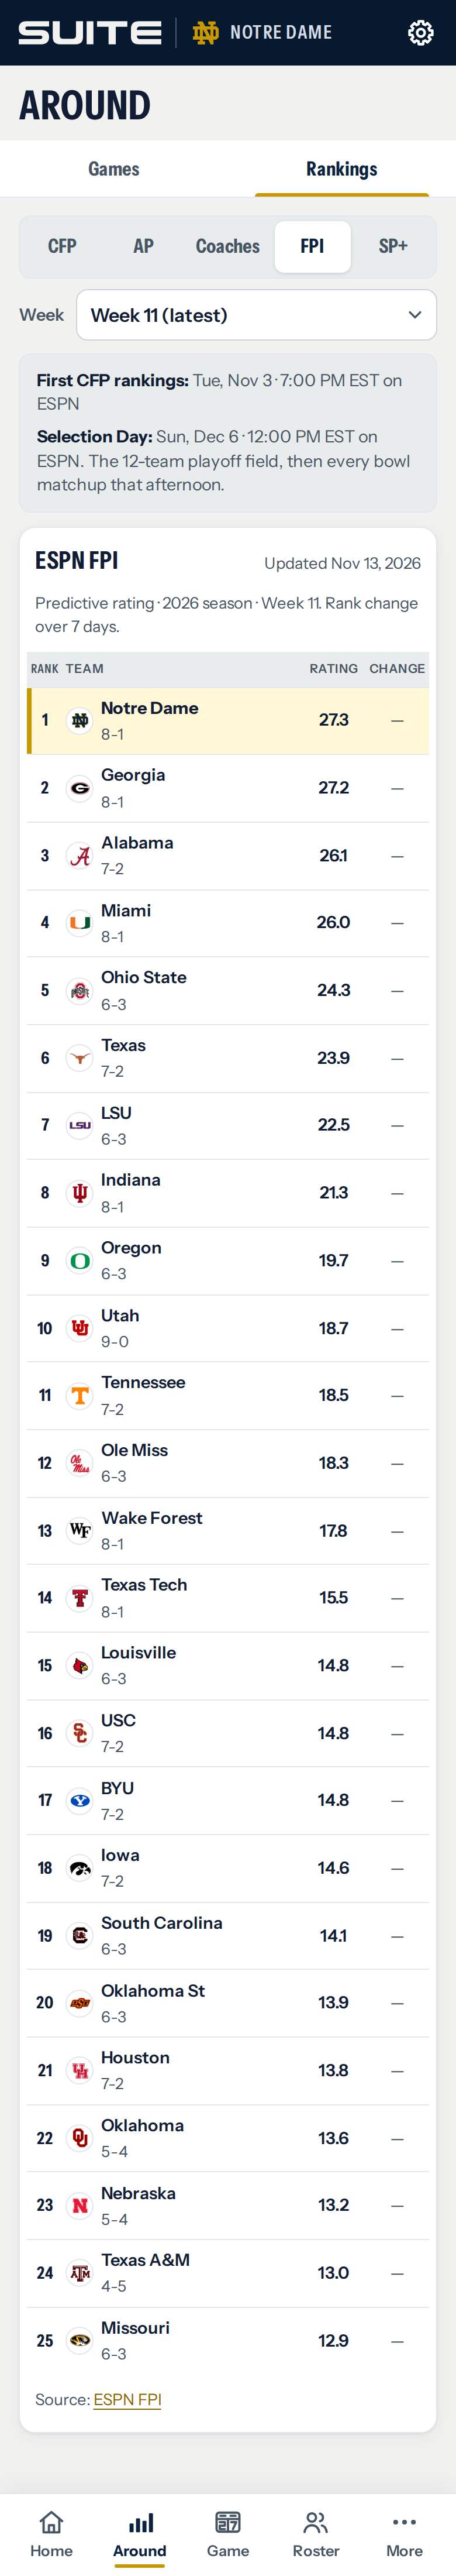 SUITE
NOTRE DAME
AROUND
Games
Rankings
CFP
AP
Coaches
FPI
SP+
Week
Week 11 (latest)
First CFP rankings: Tue, Nov 3 · 7:00 PM EST on
ESPN
Selection Day: Sun, Dec 6 · 12:00 PM EST on
ESPN. The 12-team playoff field, then every bowl
matchup that afternoon.
ESPN FPI
Updated Nov 13, 2026
Predictive rating · 2026 season · Week 11. Rank change
over 7 days.
RANK TEAM RATING CHANGE
1 Notre Dame 27.3 —
8-1
2 Georgia 27.2 —
8-1
3 Alabama 26.1 —
7-2
4 Miami 26.0 —
8-1
5 Ohio State 24.3 —
6-3
6 Texas 23.9 —
7-2
7 LSU 22.5 —
6-3
8 Indiana 21.3 —
8-1
9 Oregon 19.7 —
6-3
10 Utah 18.7 —
9-0
11 Tennessee 18.5 —
7-2
12 Ole Miss 18.3 —
6-3
13 Wake Forest 17.8 —
8-1
14 Texas Tech 15.5 —
8-1
15 Louisville 14.8 —
6-3
16 USC 14.8 —
7-2
17 BYU 14.8 —
7-2
18 Iowa 14.6 —
7-2
19 South Carolina 14.1 —
6-3
20 Oklahoma St 13.9 —
6-3
21 Houston 13.8 —
7-2
22 Oklahoma 13.6 —
5-4
23 Nebraska 13.2 —
5-4
24 Texas A&M 13.0 —
4-5
25 Missouri 12.9 —
6-3
Source: ESPN FPI
Home
Around
Game
Roster
More